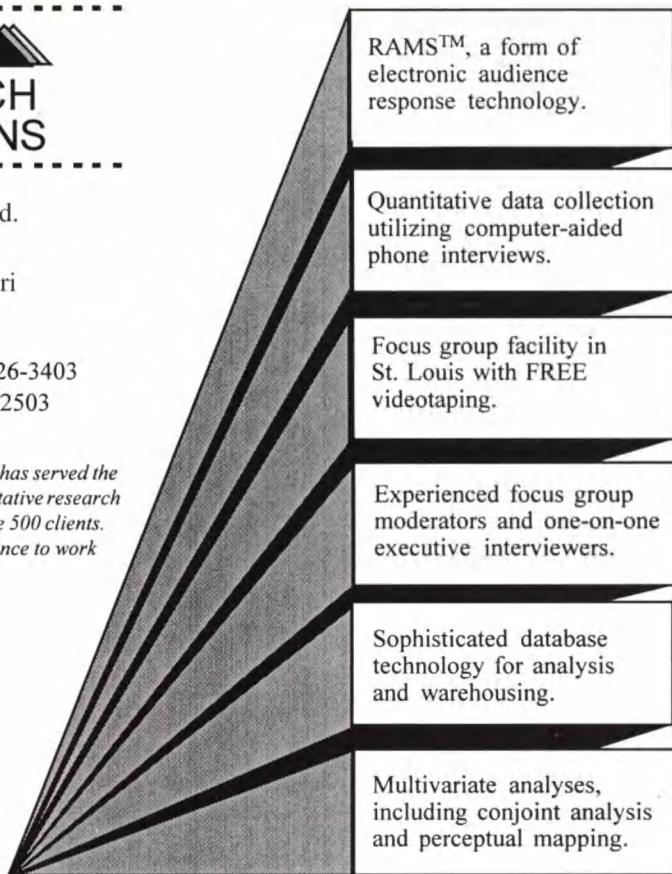 CH
NS
d.
ri
26-3403
2503
has served the
tative research
e 500 clients.
nce to work
RAMS™, a form of
electronic audience
response technology.
Quantitative data collection
utilizing computer-aided
phone interviews.
Focus group facility in
St. Louis with FREE
videotaping.
Experienced focus group
moderators and one-on-one
executive interviewers.
Sophisticated database
technology for analysis
and warehousing.
Multivariate analyses,
including conjoint analysis
and perceptual mapping.